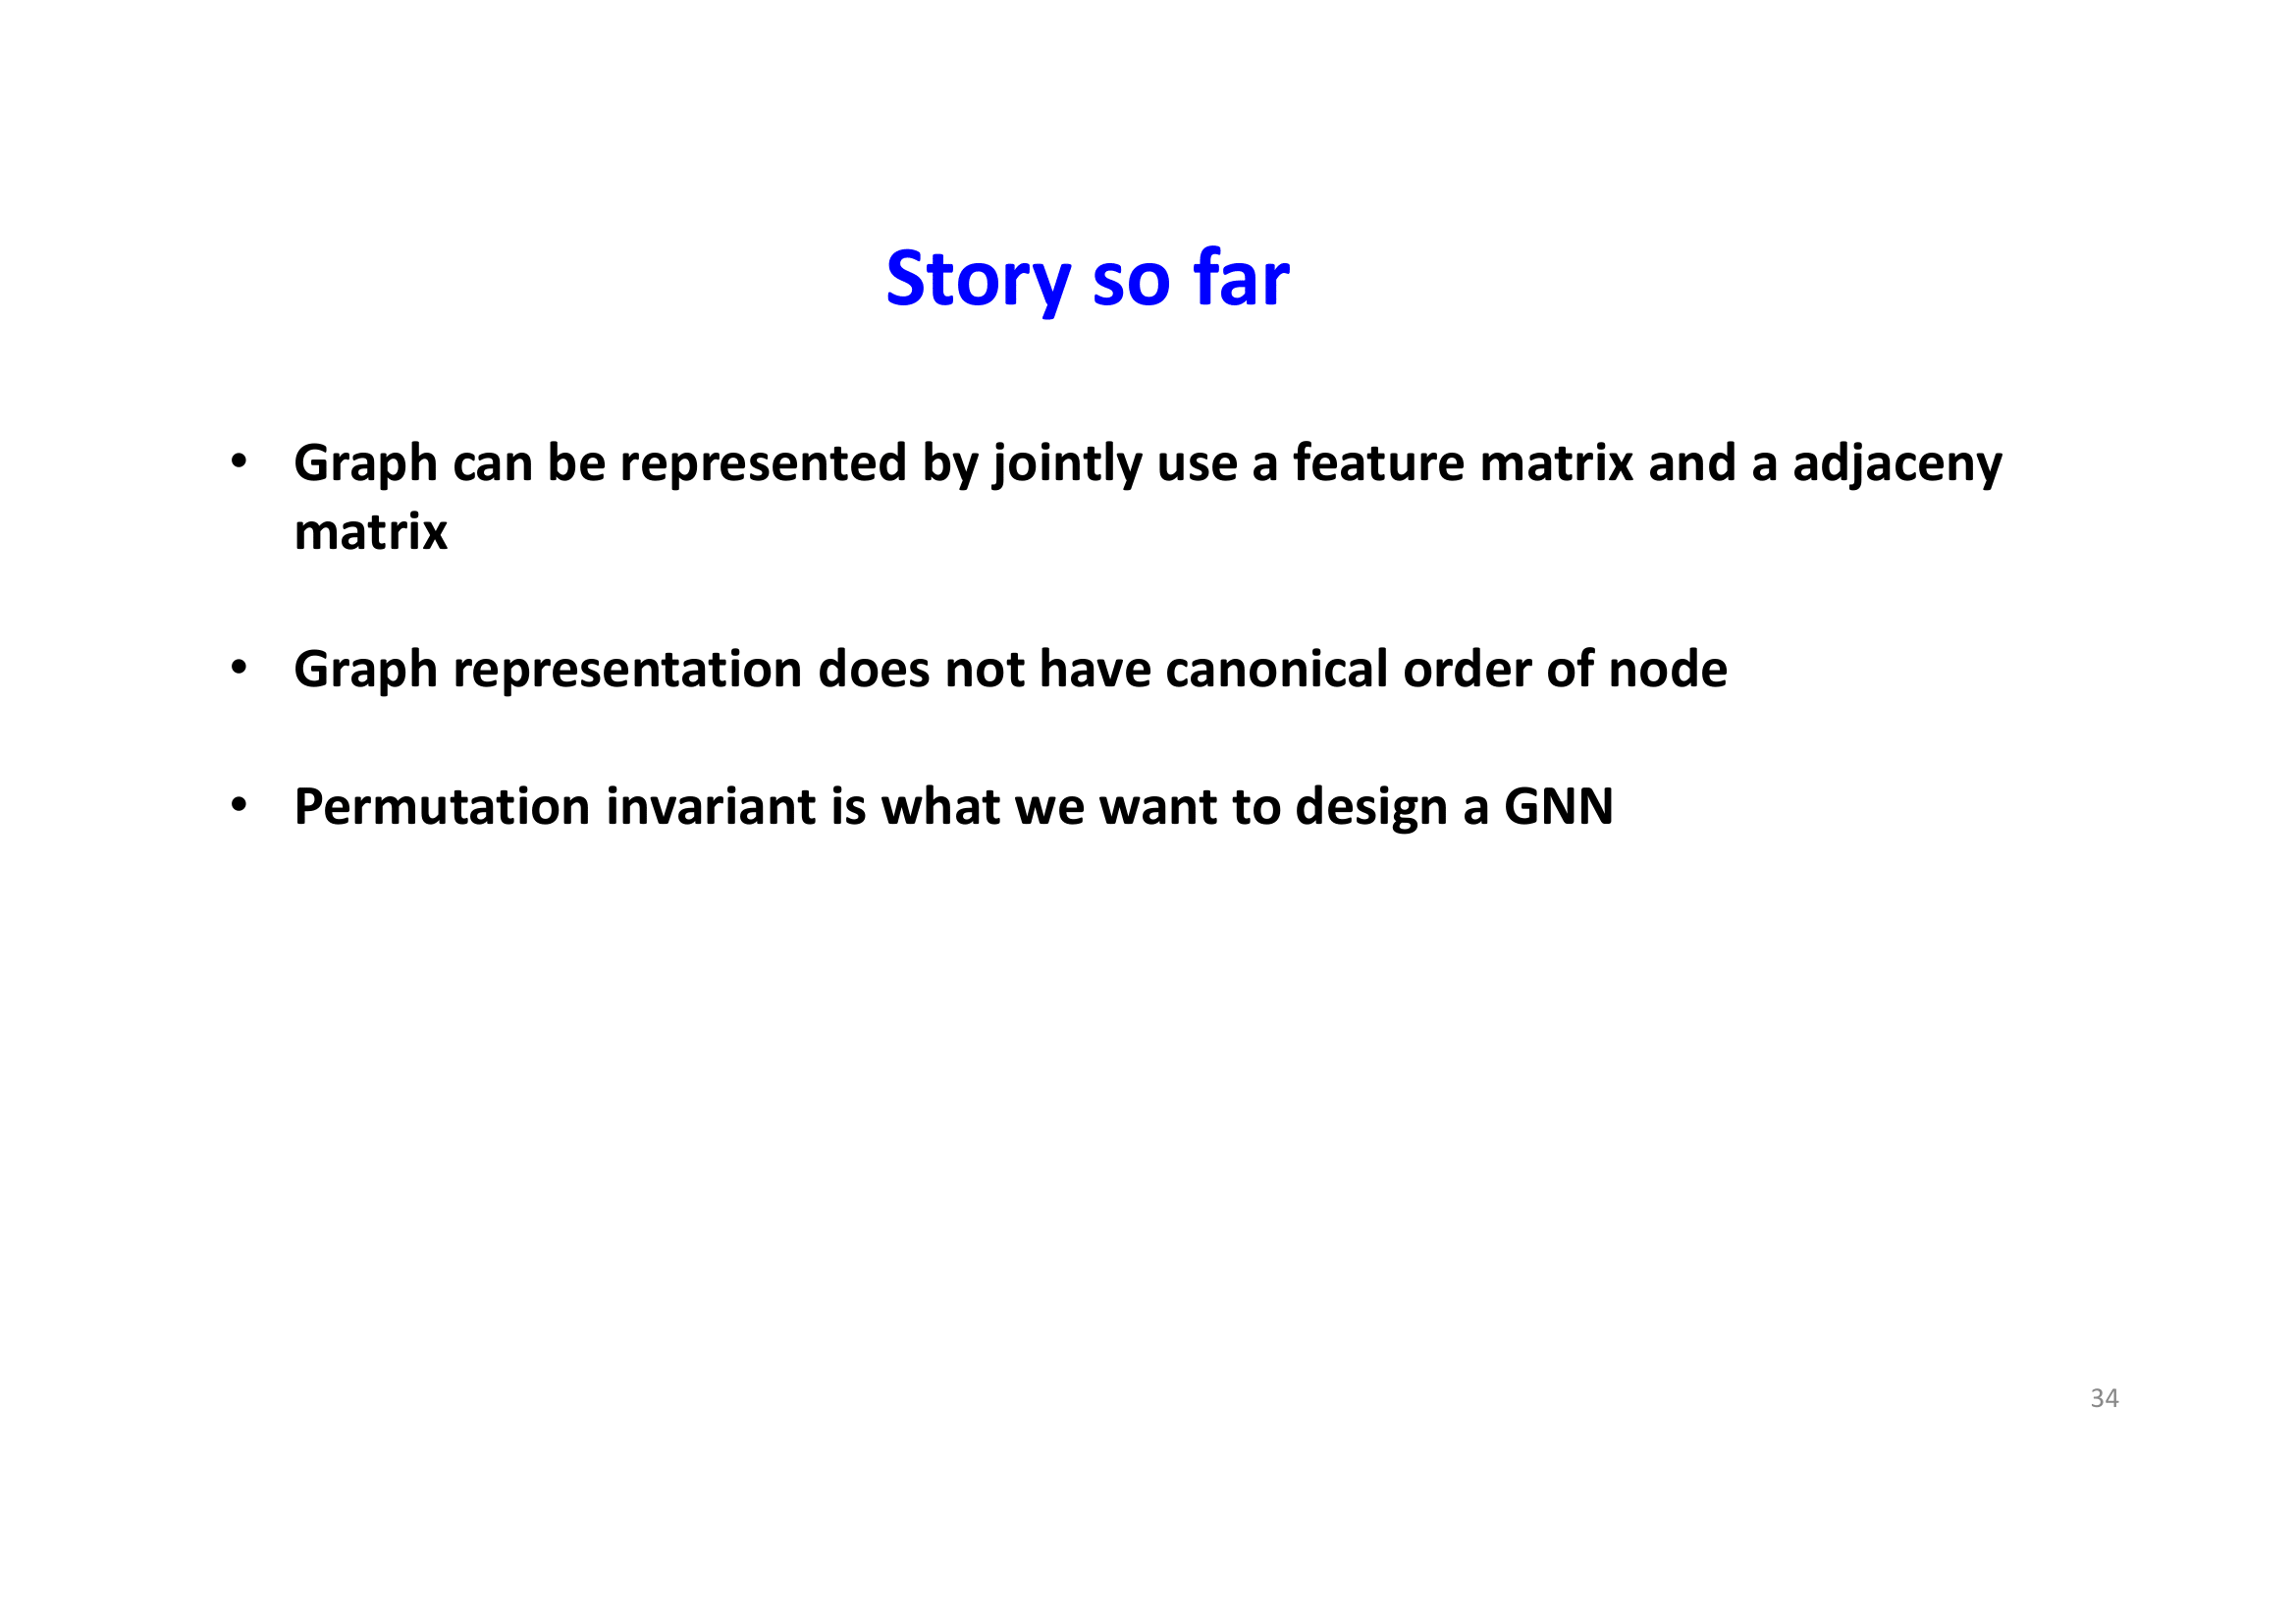 Story so far
• Graph can be represented by jointly use a feature matrix and a adjaceny
matrix
• Graph representation does not have canonical order of node
• Permutation invariant is what we want to design a GNN
34